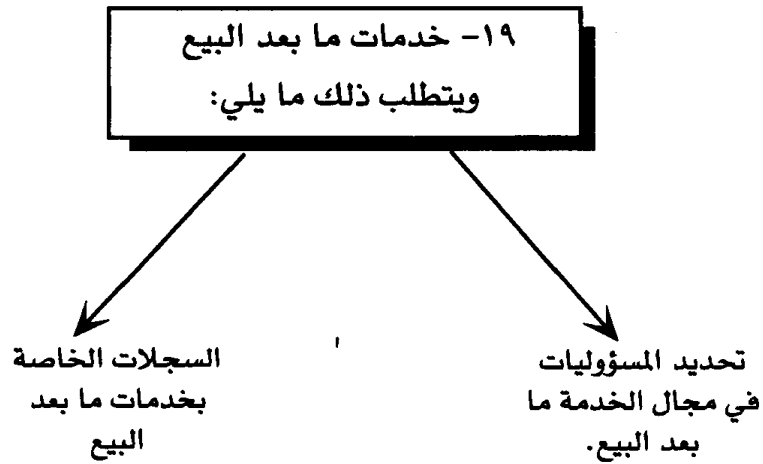 ١٩- خدمات ما بعد البيع
ويتطلب ذلك ما يلي:
تحديد المسؤوليات
في مجال الخدمة ما
بعد البيع.
السجلات الخاصة
بخدمات ما بعد
البيع